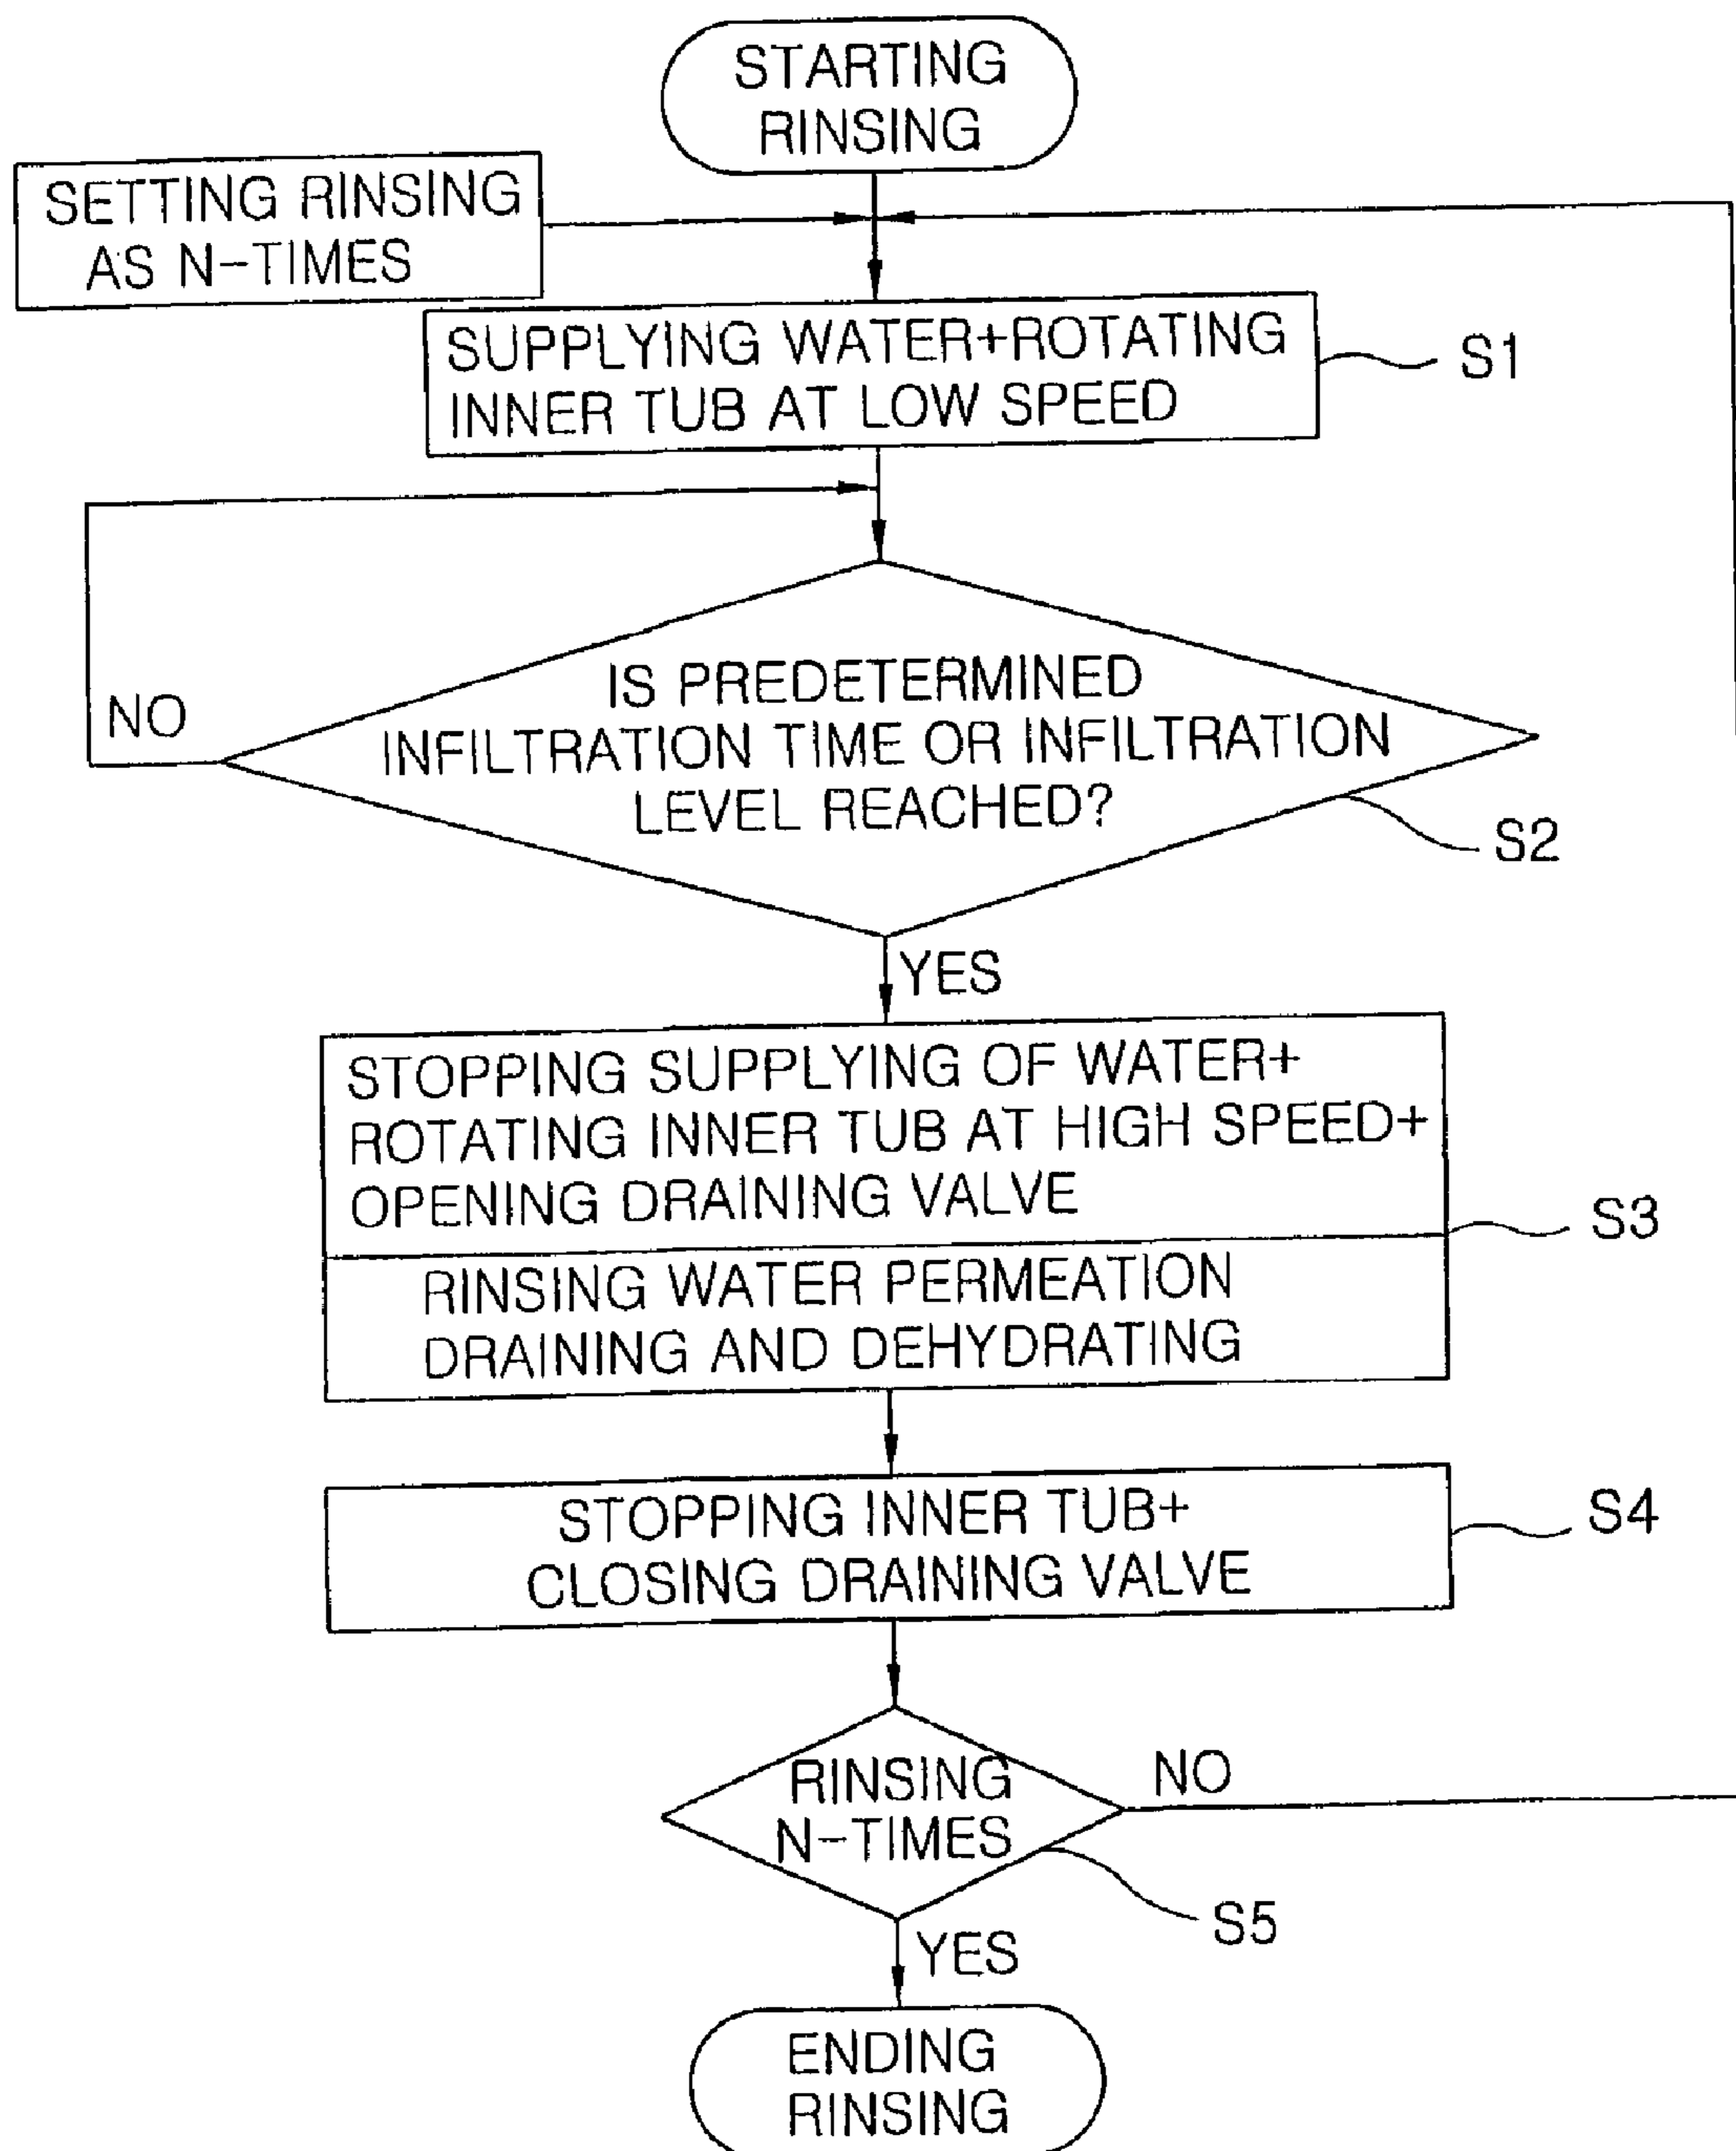 STARTING
RINSING
SETTING RINSING
AS N-TIMES
SUPPLYING WATER+ROTATING
INNER TUB AT LOW SPEED
S1
IS PREDETERMINED
INFILTRATION TIME OR INFILTRATION
LEVEL REACHED?
NO
S2
YES
STOPPING SUPPLYING OF WATER+
ROTATING INNER TUB AT HIGH SPEED+
OPENING DRAINING VALVE
S3
RINSING WATER PERMEATION
DRAINING AND DEHYDRATING
STOPPING INNER TUB+
CLOSING DRAINING VALVE
S4
RINSING
N-TIMES
NO
S5
YES
ENDING
RINSING